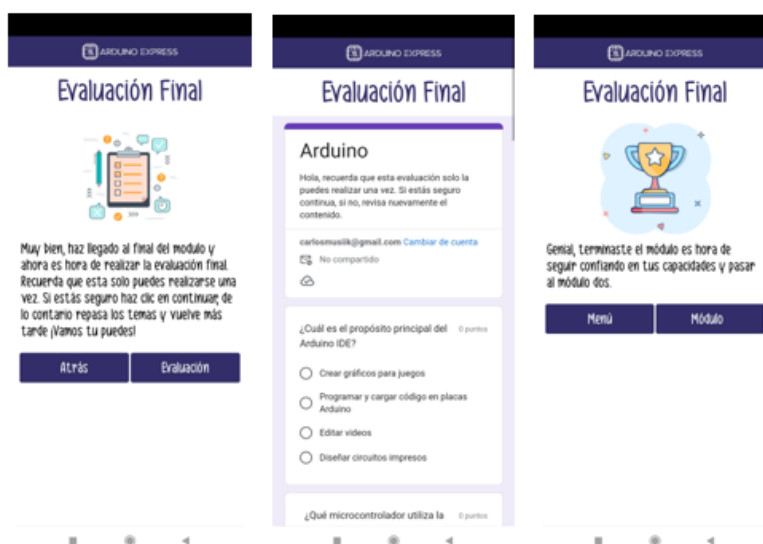 ARDUINO EXPRESS
Evaluación Final
Muy bien, haz llegado al final del modulo y
ahora es hora de realizar la evaluación final.
Recuerda que esta solo puedes realizarse una
vez. Si estás seguro haz clic en continuar, de
lo contario repasa los temas y vuelve más
tarde ¡Vamos tu puedes!
Atrás
Evaluación
ARDUINO EXPRESS
Evaluación Final
Arduino
Hola, recuerda que esta evaluación solo la
puedes realizar una vez. Si estás seguro
continua, si no, revisa nuevamente el
contenido.
carlosmusiik@gmail.com Cambiar de cuenta
No compartido
¿Cuál es el propósito principal del 0 puntos
Arduino IDE?
Crear gráficos para juegos
Programar y cargar código en placas
Arduino
Editar videos
Diseñar circuitos impresos
¿Qué microcontrolador utiliza la 0 puntos
ARDUINO EXPRESS
Evaluación Final
Genial, terminaste el módulo es hora de
seguir confiando en tus capacidades y pasar
al módulo dos.
Menú
Módulo